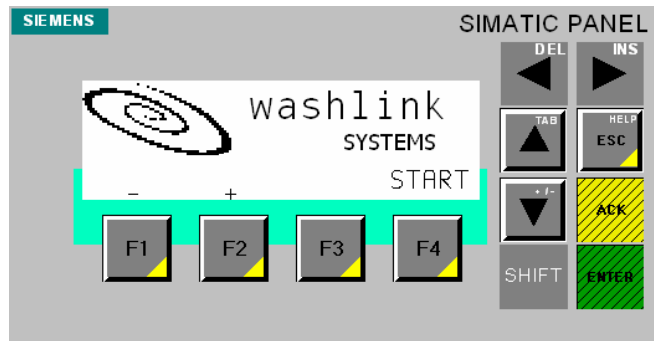 SIEMENS
SIMATIC PANEL
DEL
INS
washlink
SYSTEMS
TAB
HELP
ESC
START
- +
+ / -
ACK
F1 F2 F3 F4
SHIFT
ENTER